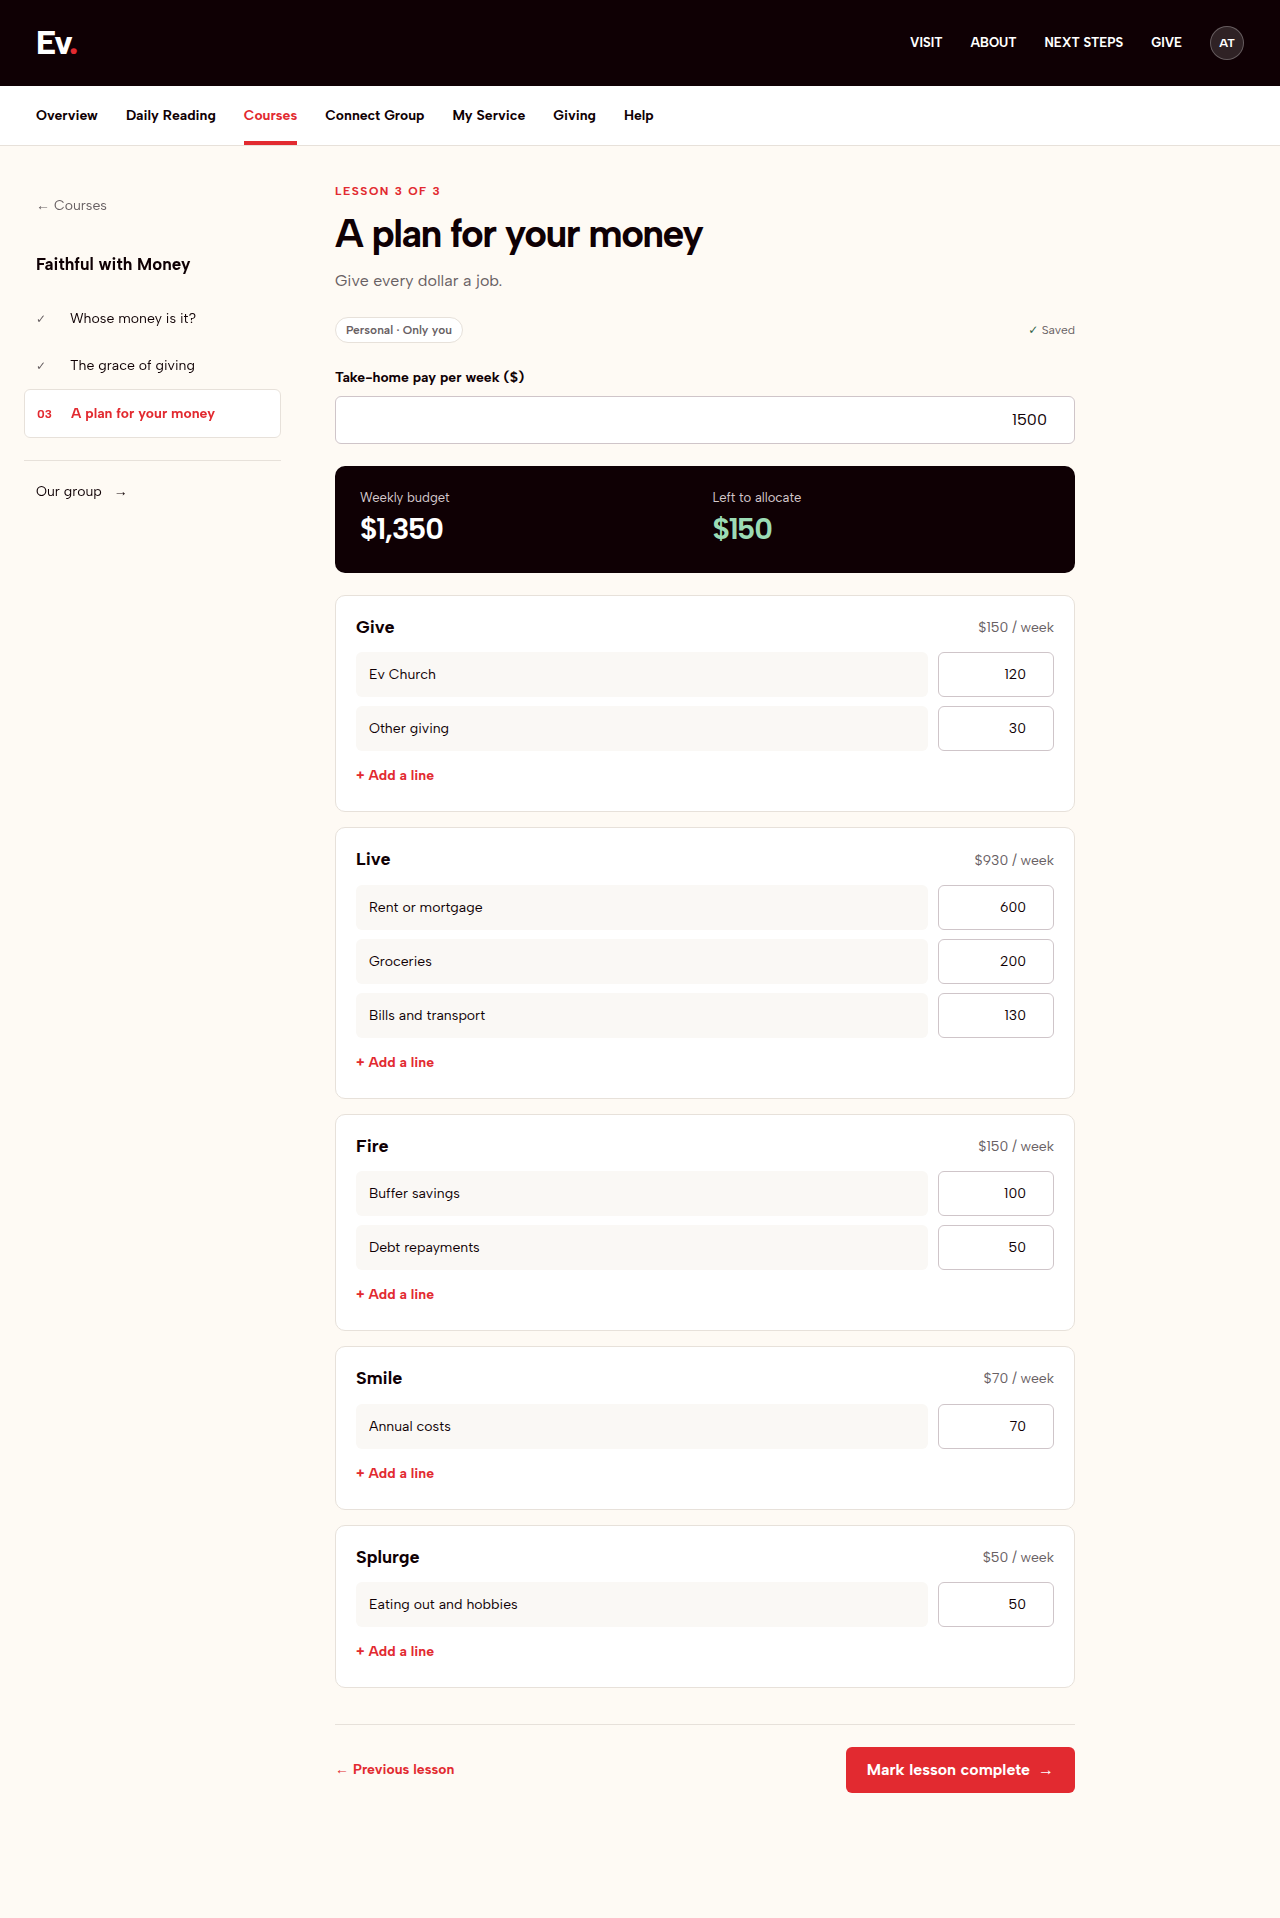 Ev.
VISIT ABOUT NEXT STEPS GIVE AT
Overview Daily Reading Courses Connect Group My Service Giving Help
← Courses
Faithful with Money
✓ Whose money is it?
✓ The grace of giving
03 A plan for your money
Our group →
LESSON 3 OF 3
A plan for your money
Give every dollar a job.
Personal · Only you
✓ Saved
Take-home pay per week ($)
1500
Weekly budget
$1,350
Left to allocate
$150
Give
$150 / week
Ev Church 120
Other giving 30
+ Add a line
Live
$930 / week
Rent or mortgage 600
Groceries 200
Bills and transport 130
+ Add a line
Fire
$150 / week
Buffer savings 100
Debt repayments 50
+ Add a line
Smile
$70 / week
Annual costs 70
+ Add a line
Splurge
$50 / week
Eating out and hobbies 50
+ Add a line
← Previous lesson
Mark lesson complete →